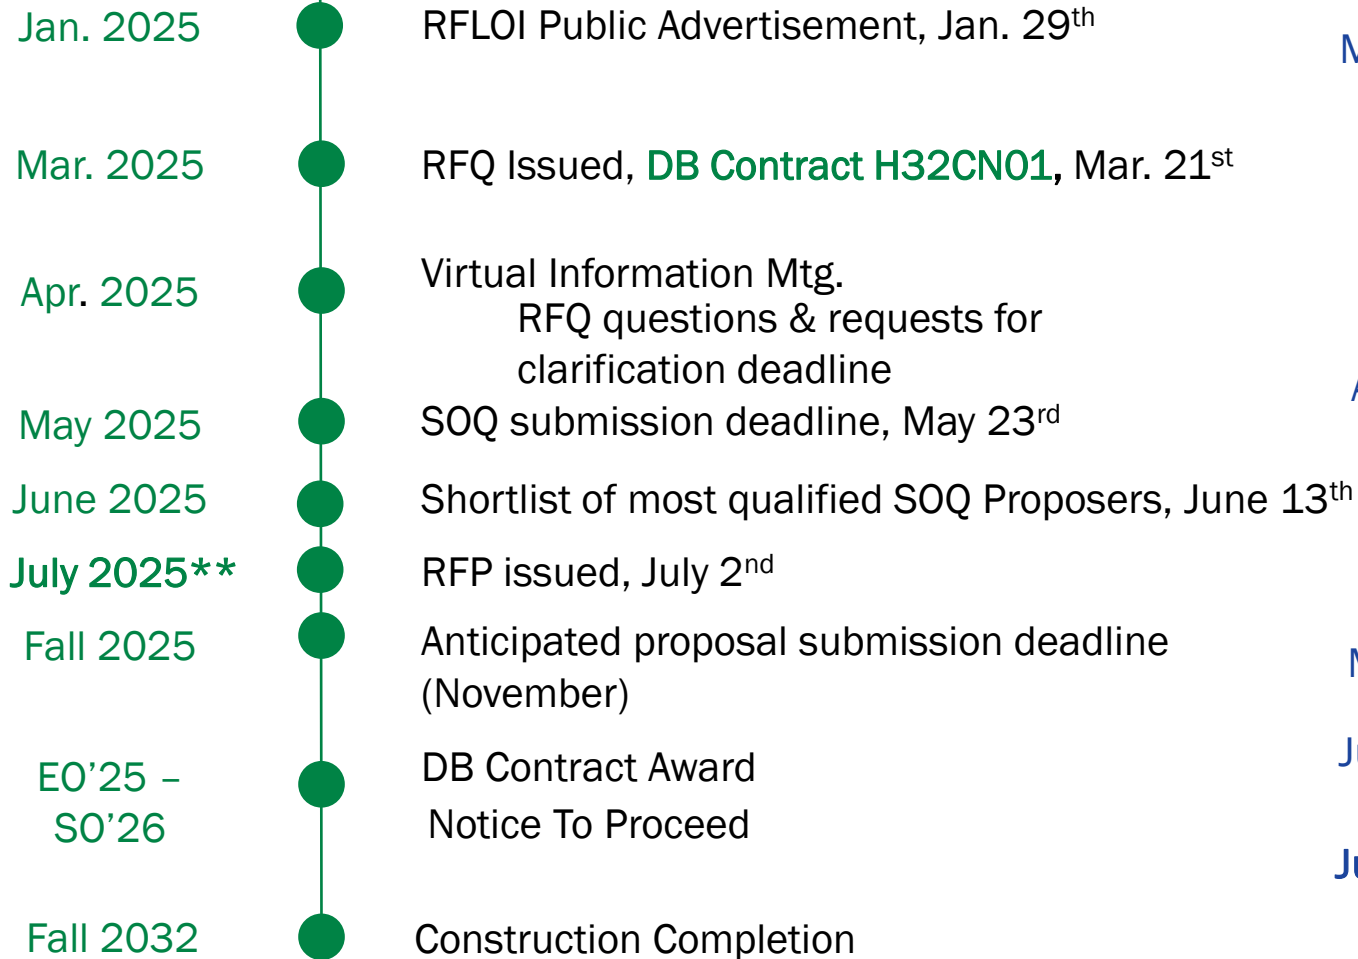 Jan. 2025 RFLOI Public Advertisement, Jan. 29th
Mar. 2025 RFQ Issued, DB Contract H32CN01, Mar. 21st
Apr. 2025 Virtual Information Mtg.
RFQ questions & requests for
clarification deadline
May 2025 SOQ submission deadline, May 23rd
June 2025 Shortlist of most qualified SOQ Proposers, June 13th
July 2025** RFP issued, July 2nd
Fall 2025 Anticipated proposal submission deadline
(November)
EO’25 –
SO’26
DB Contract Award
Notice To Proceed
Fall 2032 Construction Completion